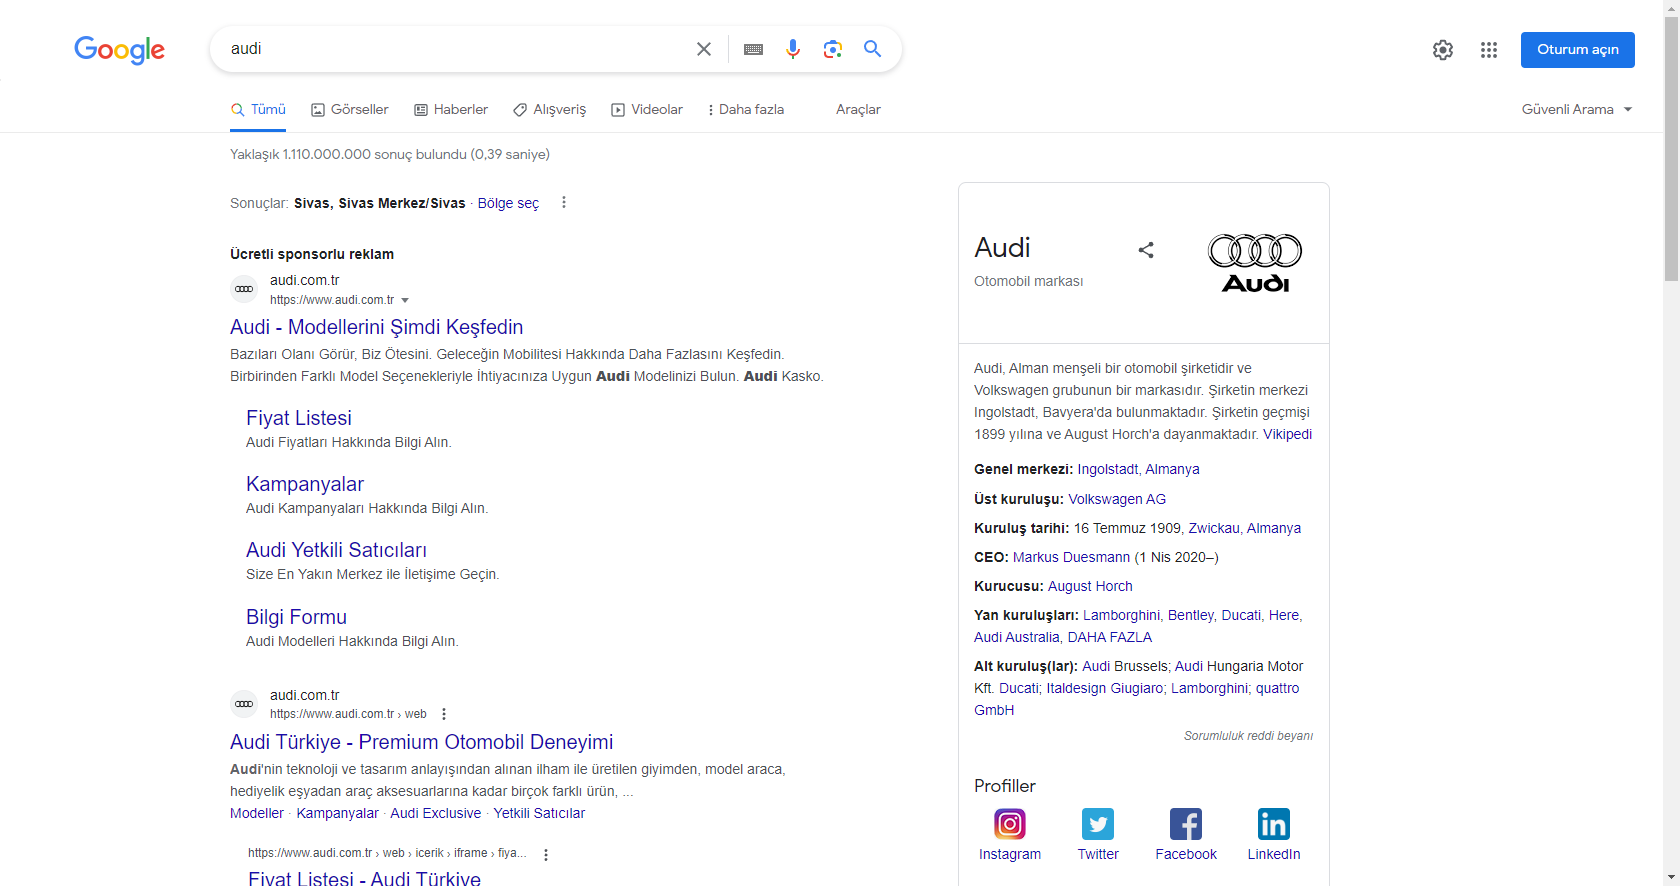 Google
audi
Oturum açın
Tümü
Görseller
Haberler
Alışveriş
Videolar
Daha fazla
Araçlar
Güvenli Arama
Yaklaşık 1.110.000.000 sonuç bulundu (0,39 saniye)
Sonuçlar: Sivas, Sivas Merkez/Sivas · Bölge seç
Ücretli sponsorlu reklam
audi.com.tr
https://www.audi.com.tr
Audi - Modellerini Şimdi Keşfedin
Bazıları Olanı Görür, Biz Ötesini. Geleceğin Mobilitesi Hakkında Daha Fazlasını Keşfedin.
Birbirinden Farklı Model Seçenekleriyle İhtiyacınıza Uygun Audi Modelinizi Bulun. Audi Kasko.
Fiyat Listesi
Audi Fiyatları Hakkında Bilgi Alın.
Kampanyalar
Audi Kampanyaları Hakkında Bilgi Alın.
Audi Yetkili Satıcıları
Size En Yakın Merkez ile İletişime Geçin.
Bilgi Formu
Audi Modelleri Hakkında Bilgi Alın.
audi.com.tr
https://www.audi.com.tr › web
Audi Türkiye - Premium Otomobil Deneyimi
Audi'nin teknoloji ve tasarım anlayışından alınan ilham ile üretilen giyimden, model araca,
hediyelik eşyadan araç aksesuarlarına kadar birçok farklı ürün, ...
Modeller · Kampanyalar · Audi Exclusive · Yetkili Satıcılar
https://www.audi.com.tr › web › icerik › iframe › fiya...
Fiyat Listesi - Audi Türkiye
Audi
Otomobil markası
Audi
Audi, Alman menşeli bir otomobil şirketidir ve
Volkswagen grubunun bir markasıdır. Şirketin merkezi
Ingolstadt, Bavyera'da bulunmaktadır. Şirketin geçmişi
1899 yılına ve August Horch'a dayanmaktadır. Vikipedi
Genel merkezi: Ingolstadt, Almanya
Üst kuruluşu: Volkswagen AG
Kuruluş tarihi: 16 Temmuz 1909, Zwickau, Almanya
CEO: Markus Duesmann (1 Nis 2020–)
Kurucusu: August Horch
Yan kuruluşları: Lamborghini, Bentley, Ducati, Here,
Audi Australia, DAHA FAZLA
Alt kuruluş(lar): Audi Brussels; Audi Hungaria Motor
Kft. Ducati; Italdesign Giugiaro; Lamborghini; quattro
GmbH
Sorumluluk reddi beyanı
Profiller
Instagram
Twitter
Facebook
LinkedIn